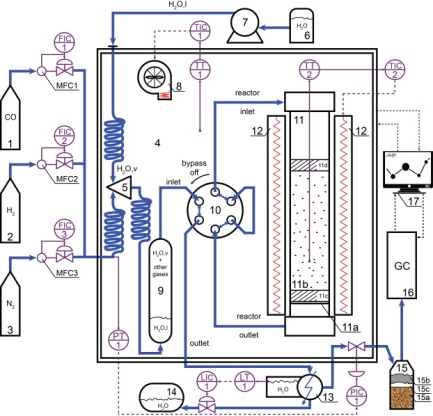 H₂O,l
7
H₂O
6
FIC
1
TIC
1
TT
1
8
TT
2
TIC
2
MFC1
CO
1
reactor
inlet
11
12
12
4
11d
FIC
2
MFC2
H₂
2
H₂O,v
5
bypass
off
inlet
10
17
FIC
3
MFC3
N₂
3
H₂O,v
+
other
gases
9
H₂O,l
GC
16
11b
11c
11a
reactor
outlet
outlet
PT
1
14
H₂O
LIC
1
LT
1
H₂O
13
PIC
1
15
15b
15c
15a